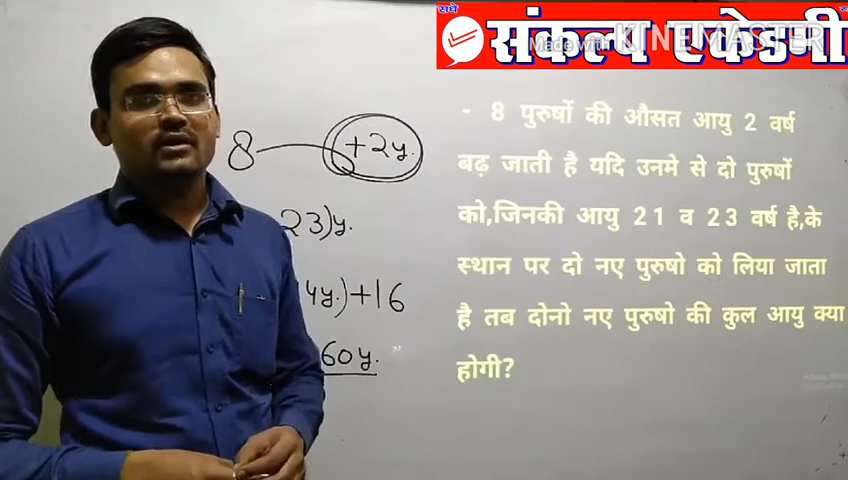 राधे
संकल्प एकेडमी
Made with KINEMASTER
- 8 पुरुषों की औसत आयु 2 वर्ष
बढ़ जाती है यदि उनमे से दो पुरुषों
को,जिनकी आयु 21 व 23 वर्ष है,के
स्थान पर दो नए पुरुषो को लिया जाता
है तब दोनो नए पुरुषो की कुल आयु क्या
होगी?
8 +2y.
23)y.
4y.)+16
60y.